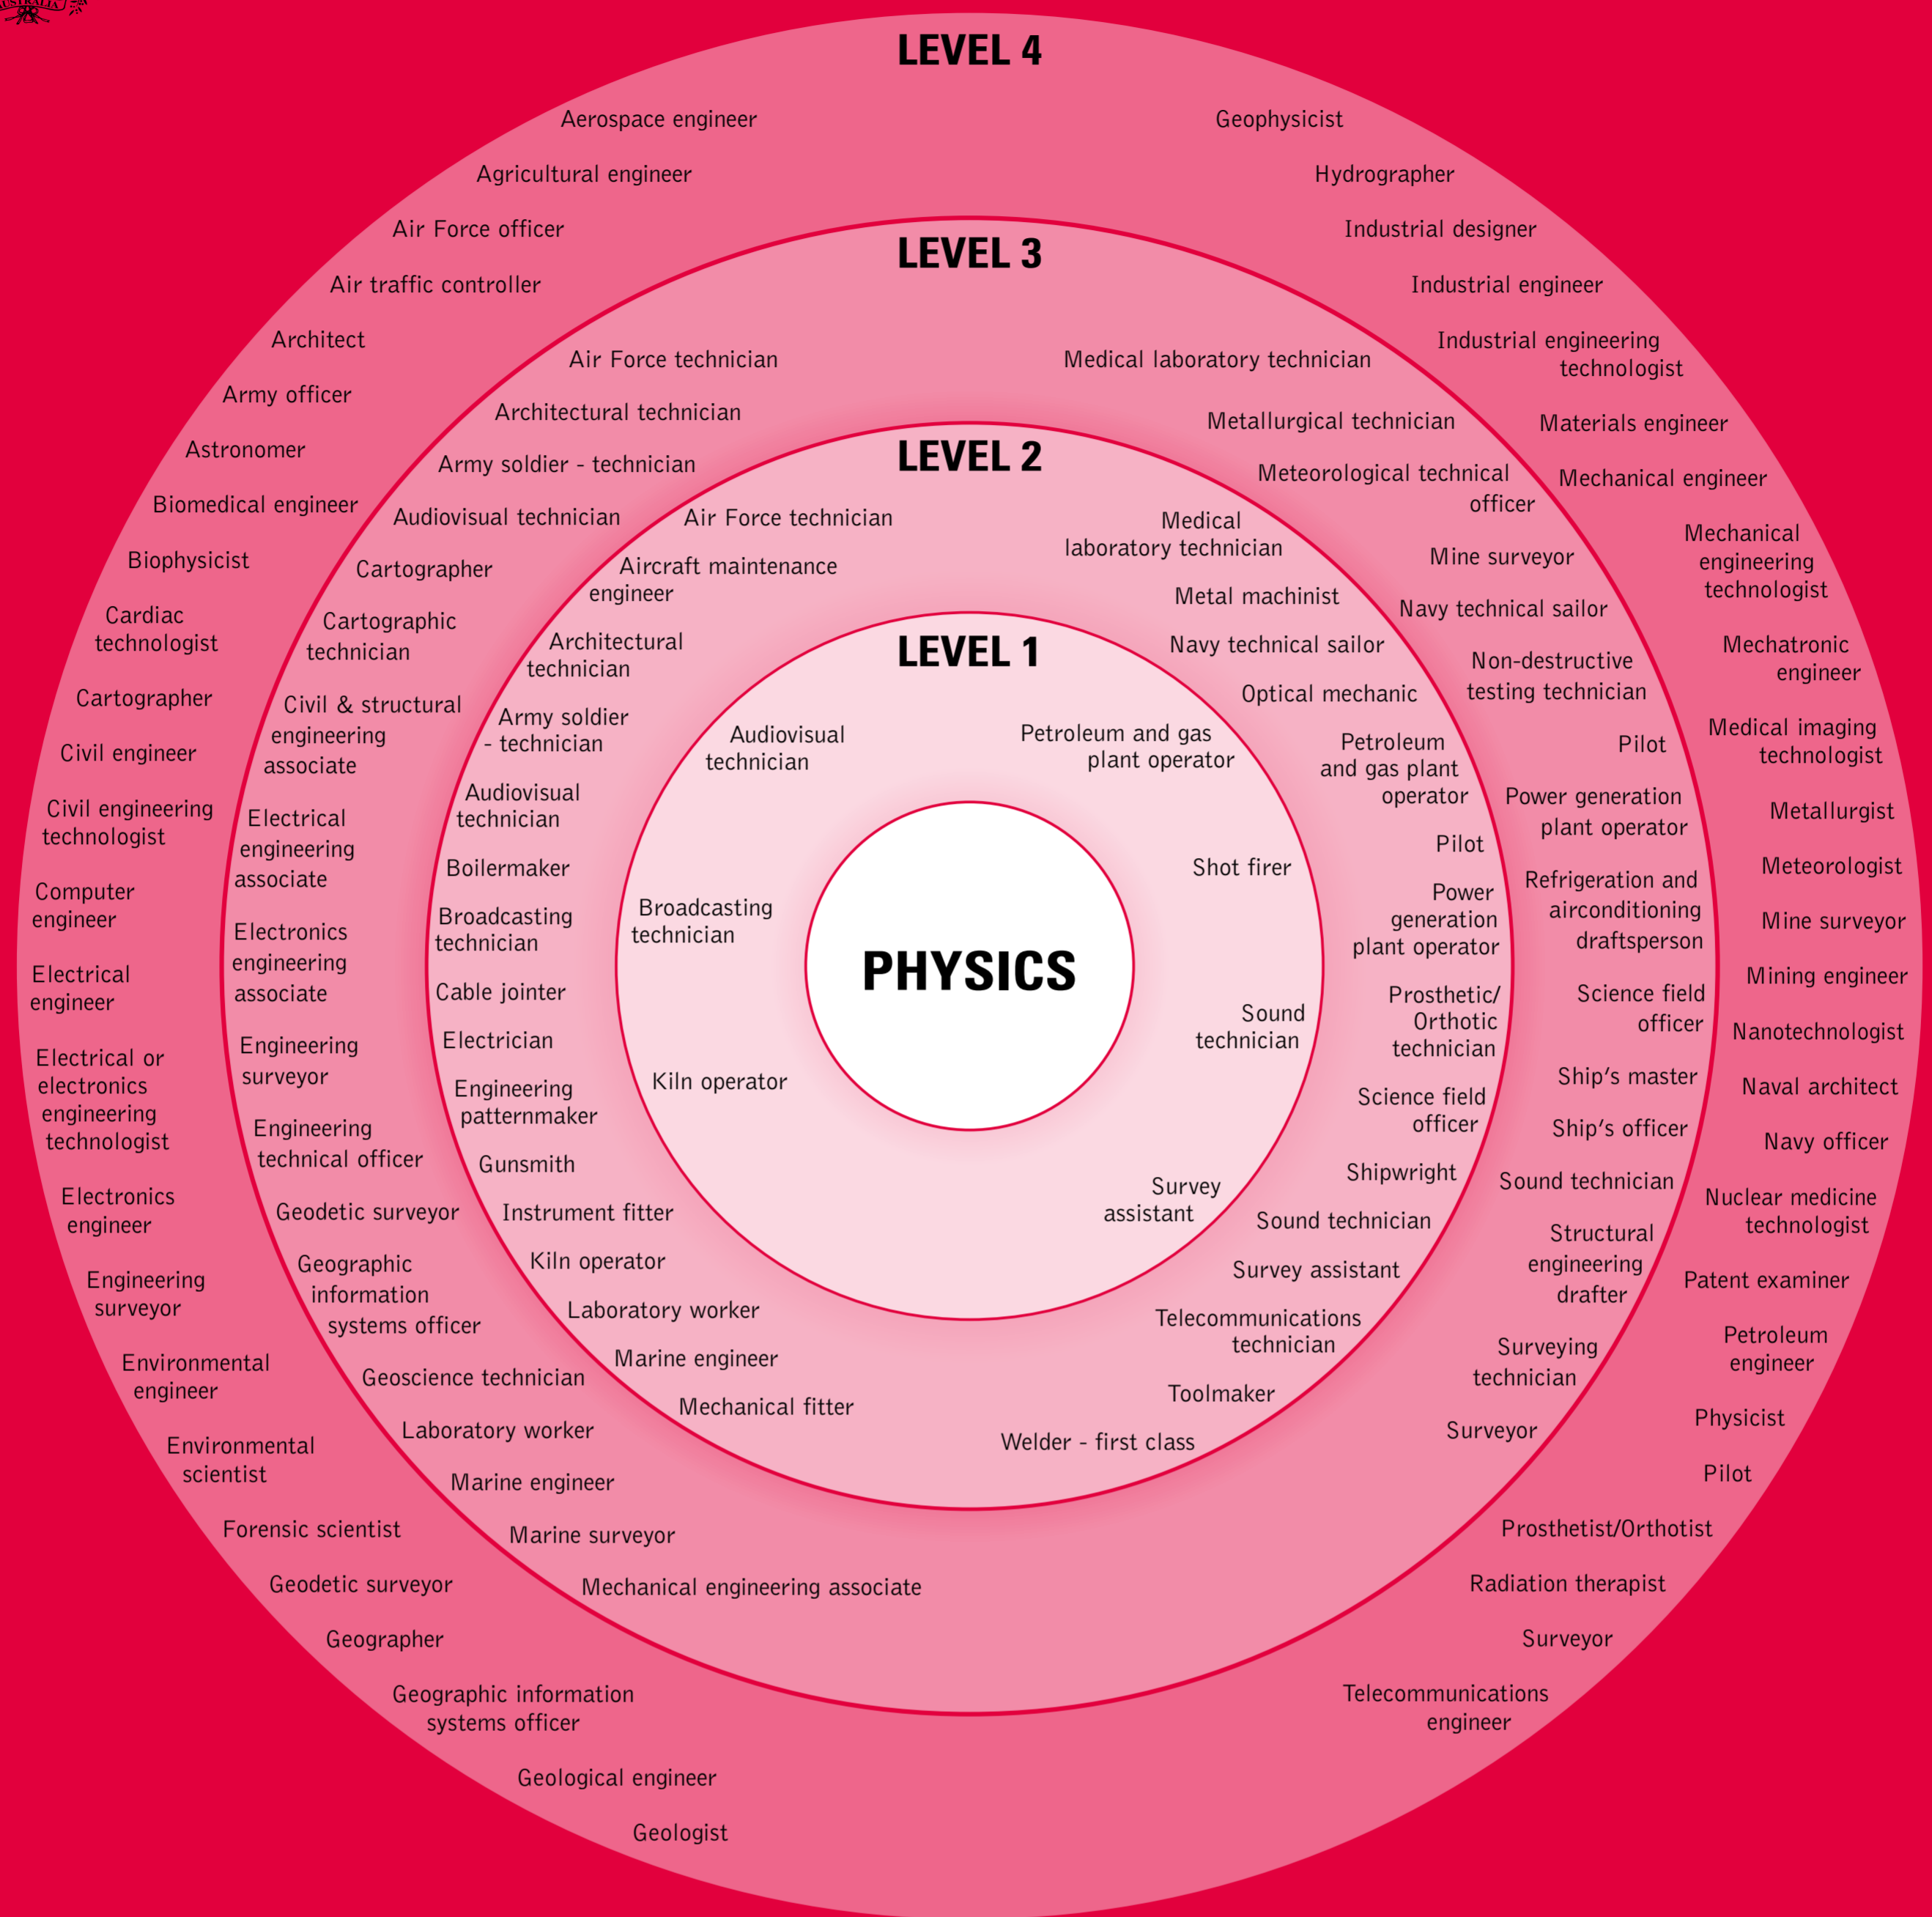 AUSTRALIA
LEVEL 4
Aerospace engineer
Agricultural engineer
Air Force officer
Air traffic controller
Architect
Army officer
Astronomer
Biomedical engineer
Biophysicist
Cardiac
technologist
Cartographer
Civil engineer
Civil engineering
technologist
Computer
engineer
Electrical
engineer
Electrical or
electronics
engineering
technologist
Electronics
engineer
Engineering
surveyor
Environmental
engineer
Environmental
scientist
Forensic scientist
Geodetic surveyor
Geographer
Geographic information
systems officer
Geological engineer
Geologist
Geophysicist
Hydrographer
Industrial designer
Industrial engineer
Industrial engineering
technologist
Materials engineer
Mechanical engineer
Mechanical
engineering
technologist
Mechatronic
engineer
Medical imaging
technologist
Metallurgist
Meteorologist
Mine surveyor
Mining engineer
Nanotechnologist
Naval architect
Navy officer
Nuclear medicine
technologist
Patent examiner
Petroleum
engineer
Physicist
Pilot
Prosthetist/Orthotist
Radiation therapist
Surveyor
Telecommunications
engineer
LEVEL 3
Air Force technician
Architectural technician
Army soldier - technician
Audiovisual technician
Cartographer
Cartographic
technician
Civil & structural
engineering
associate
Electrical
engineering
associate
Electronics
engineering
associate
Engineering
surveyor
Engineering
technical officer
Geodetic surveyor
Geographic
information
systems officer
Geoscience technician
Laboratory worker
Marine engineer
Marine surveyor
Mechanical engineering associate
Medical laboratory technician
Metallurgical technician
Meteorological technical
officer
Mine surveyor
Navy technical sailor
Non-destructive
testing technician
Pilot
Power generation
plant operator
Refrigeration and
airconditioning
draftsperson
Science field
officer
Ship's master
Ship's officer
Sound technician
Structural
engineering
drafter
Surveying
technician
Surveyor
LEVEL 2
Air Force technician
Aircraft maintenance
engineer
Architectural
technician
Army soldier
- technician
Audiovisual
technician
Boilermaker
Broadcasting
technician
Cable jointer
Electrician
Engineering
patternmaker
Gunsmith
Instrument fitter
Kiln operator
Laboratory worker
Marine engineer
Mechanical fitter
Medical
laboratory technician
Metal machinist
Navy technical sailor
Optical mechanic
Petroleum
and gas plant
operator
Pilot
Power
generation
plant operator
Prosthetic/
Orthotic
technician
Science field
officer
Shipwright
Sound technician
Survey assistant
Telecommunications
technician
Toolmaker
Welder - first class
LEVEL 1
Audiovisual
technician
Broadcasting
technician
Kiln operator
Petroleum and gas
plant operator
Shot firer
Sound
technician
Survey
assistant
PHYSICS